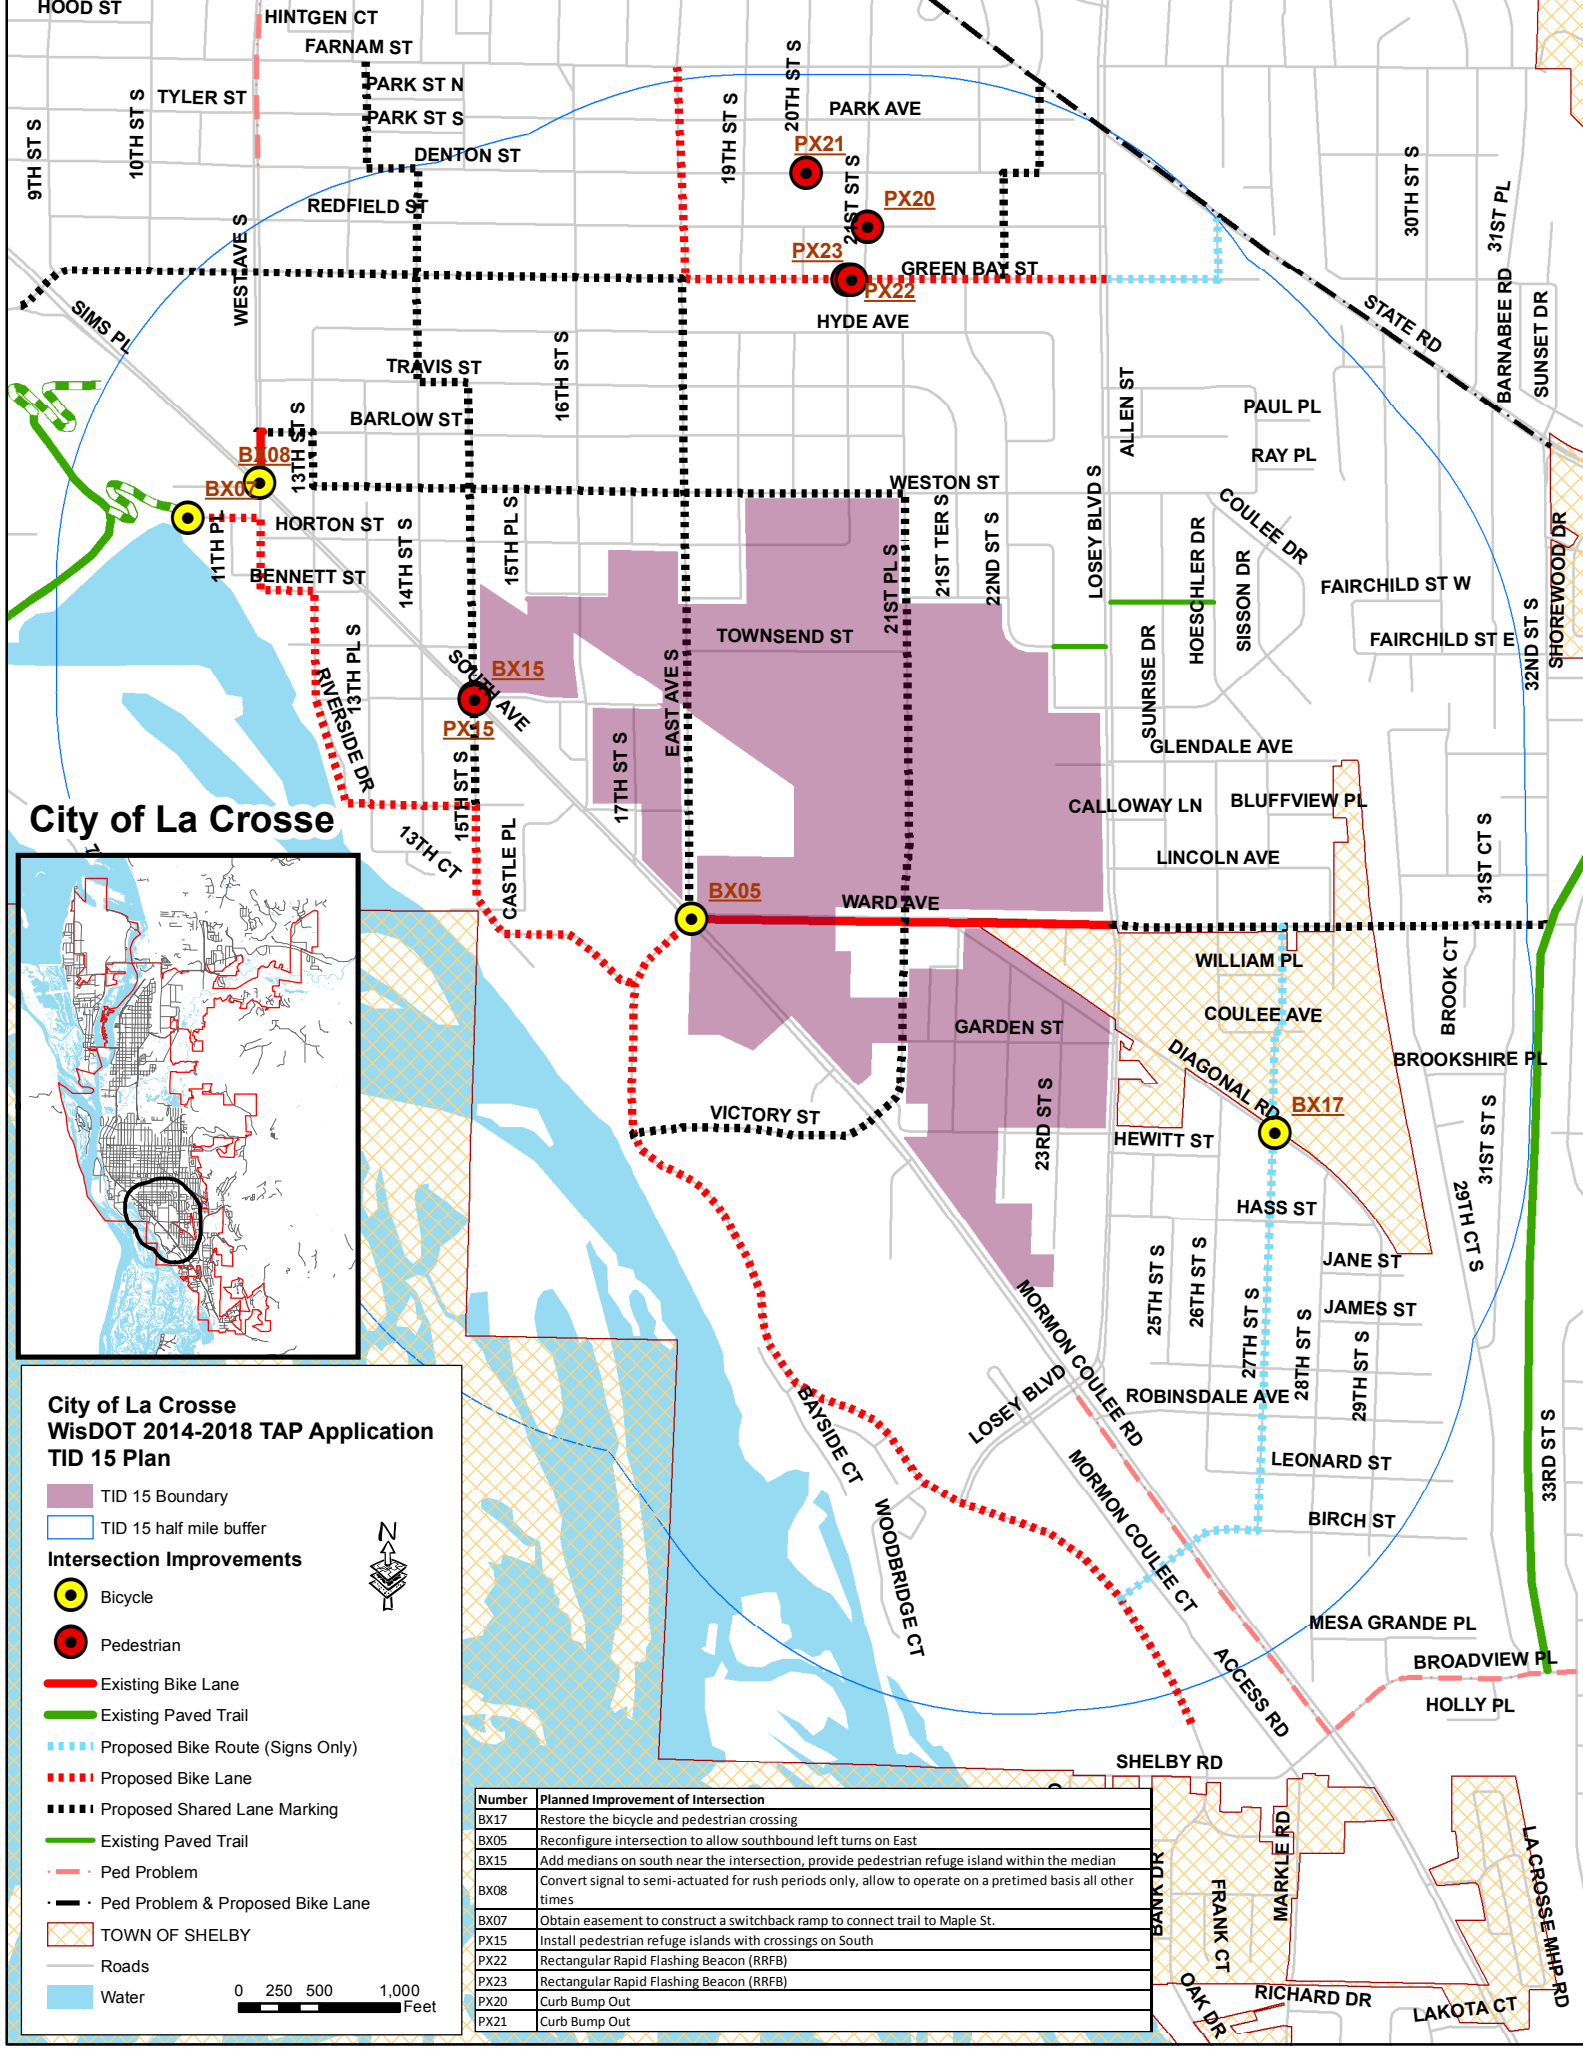 HOOD ST
HINTGEN CT
FARNAM ST
PARK ST N
TYLER ST
PARK ST S
PARK AVE
9TH ST S
10TH ST S
19TH ST S
20TH ST S
DENTON ST
PX21
21ST ST S
PX20
REDFIELD ST
WEST AVE S
PX23
GREEN BAY ST
PX22
30TH ST S
31ST PL
BARNABEE RD
SUNSET DR
SIMS PL
HYDE AVE
STATE RD
TRAVIS ST
16TH ST S
ALLEN ST
PAUL PL
BARLOW ST
13TH ST S
RAY PL
BX08
BX07
WESTON ST
LOSEY BLVD S
COULEE DR
11TH PL
HORTON ST
14TH ST S
15TH PL S
21ST PL S
21ST TER S
22ND ST S
HOESCHLER DR
SISSON DR
SHOREWOOD DR
BENNETT ST
FAIRCHILD ST W
TOWNSEND ST
FAIRCHILD ST E
32ND ST S
13TH PL S
SOUTH AVE
BX15
EAST AVE S
SUNRISE DR
RIVERSIDE DR
PX15
GLENDALE AVE
15TH ST S
17TH ST S
CALLOWAY LN
BLUFFVIEW PL
City of La Crosse
13TH CT
CASTLE PL
LINCOLN AVE
31ST CT S
BX05
WARD AVE
WILLIAM PL
BROOK CT
GARDEN ST
COULEE AVE
DIAGONAL RD
BROOKSHIRE PL
VICTORY ST
23RD ST S
BX17
HEWITT ST
31ST ST S
29TH CT S
HASS ST
25TH ST S
26TH ST S
JANE ST
MORMON COULEE RD
27TH ST S
28TH ST S
JAMES ST
29TH ST S
BAYSIDE CT
LOSEY BLVD
ROBINSDALE AVE
33RD ST S
MORMON COULEE CT
LEONARD ST
WOODBRIDGE CT
BIRCH ST
MESA GRANDE PL
ACCESS RD
BROADVIEW PL
HOLLY PL
SHELBY RD
BANK DR
FRANK CT
MARKLE RD
LA CROSSE MHP RD
OAK DR
RICHARD DR
LAKOTA CT
City of La Crosse
WisDOT 2014-2018 TAP Application
TID 15 Plan
TID 15 Boundary
TID 15 half mile buffer
N
Intersection Improvements
Bicycle
Pedestrian
Existing Bike Lane
Existing Paved Trail
Proposed Bike Route (Signs Only)
Proposed Bike Lane
Proposed Shared Lane Marking
Existing Paved Trail
Ped Problem
Ped Problem & Proposed Bike Lane
TOWN OF SHELBY
Roads
Water
0 250 500 1,000
Feet
Number Planned Improvement of Intersection
BX17 Restore the bicycle and pedestrian crossing
BX05 Reconfigure intersection to allow southbound left turns on East
BX15 Add medians on south near the intersection, provide pedestrian refuge island within the median
BX08 Convert signal to semi-actuated for rush periods only, allow to operate on a pretimed basis all other
times
BX07 Obtain easement to construct a switchback ramp to connect trail to Maple St.
PX15 Install pedestrian refuge islands with crossings on South
PX22 Rectangular Rapid Flashing Beacon (RRFB)
PX23 Rectangular Rapid Flashing Beacon (RRFB)
PX20 Curb Bump Out
PX21 Curb Bump Out